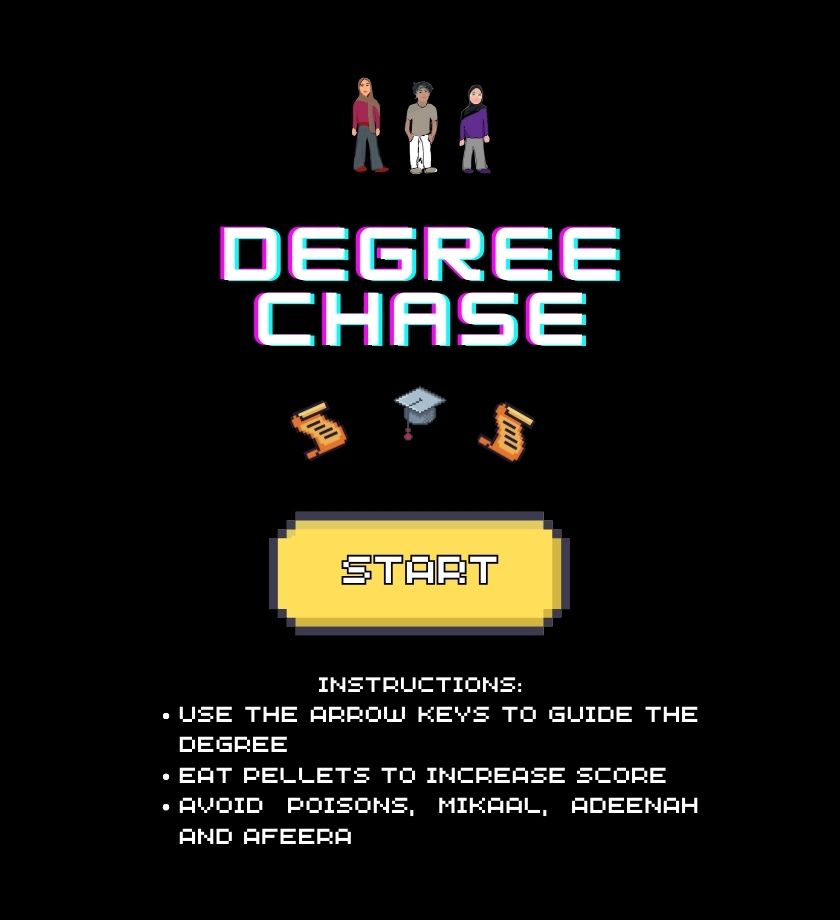 DEGREE
CHASE
START
INSTRUCTIONS:
• USE THE ARROW KEYS TO GUIDE THE
DEGREE
• EAT PELLETS TO INCREASE SCORE
• AVOID POISONS, MIKAAL, ADEENAH
AND AFEERA